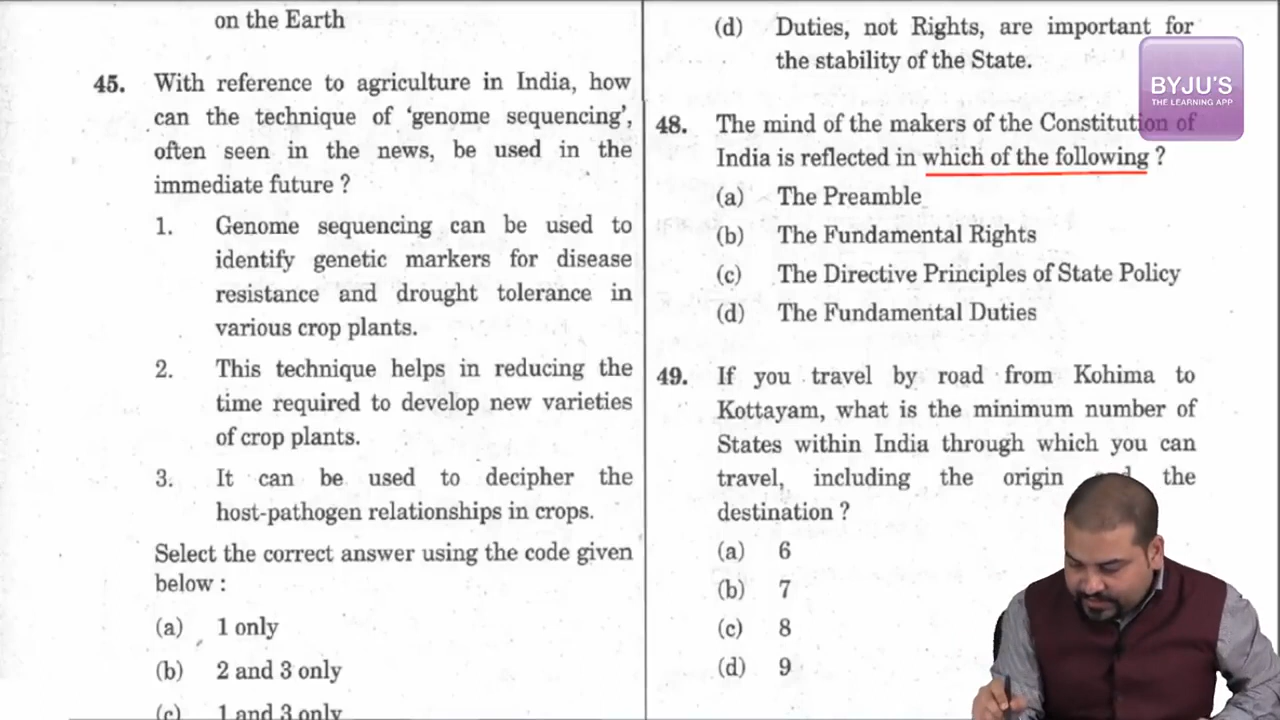 on the Earth
45. With reference to agriculture in India, how
can the technique of ‘genome sequencing’,
often seen in the news, be used in the
immediate future ?
1. Genome sequencing can be used to
identify genetic markers for disease
resistance and drought tolerance in
various crop plants.
2. This technique helps in reducing the
time required to develop new varieties
of crop plants.
3. It can be used to decipher the
host-pathogen relationships in crops.
Select the correct answer using the code given
below :
(a) 1 only
(b) 2 and 3 only
(c) 1 and 3 only
(d) Duties, not Rights, are important for
the stability of the State.
BYJU'S
THE LEARNING APP
48. The mind of the makers of the Constitution of
India is reflected in which of the following ?
(a) The Preamble
(b) The Fundamental Rights
(c) The Directive Principles of State Policy
(d) The Fundamental Duties
49. If you travel by road from Kohima to
Kottayam, what is the minimum number of
States within India through which you can
travel, including the origin the
destination ?
(a) 6
(b) 7
(c) 8
(d) 9